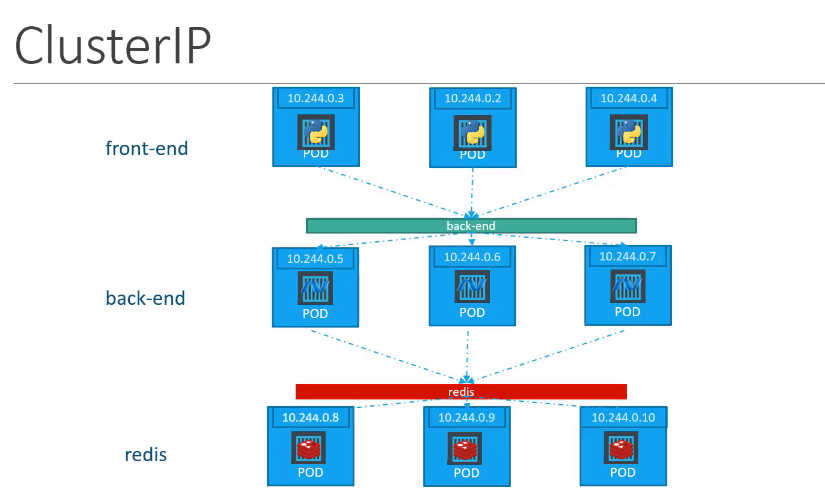 ClusterIP
10.244.0.3
10.244.0.2
10.244.0.4
front-end
POD
POD
POD
back-end
10.244.0.5
10.244.0.6
10.244.0.7
back-end
POD
POD
POD
redis
10.244.0.8
10.244.0.9
10.244.0.10
redis
POD
POD
POD